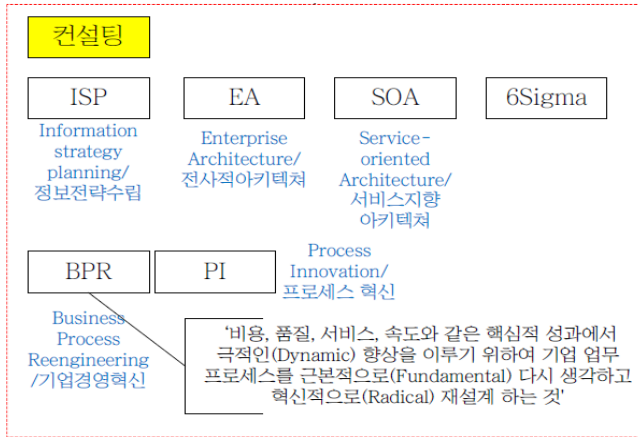 컨설팅
ISP
EA
SOA
6Sigma
Information
strategy
planning/
정보전략수립
Enterprise
Architecture/
전사적아키텍쳐
Service-
oriented
Architecture/
서비스지향
아키텍쳐
BPR
PI
Process
Innovation/
프로세스 혁신
Business
Process
Reengineering
/기업경영혁신
‘비용, 품질, 서비스, 속도와 같은 핵심적 성과에서
극적인(Dynamic) 향상을 이루기 위하여 기업 업무
프로세스를 근본적으로(Fundamental) 다시 생각하고
혁신적으로(Radical) 재설계 하는 것'